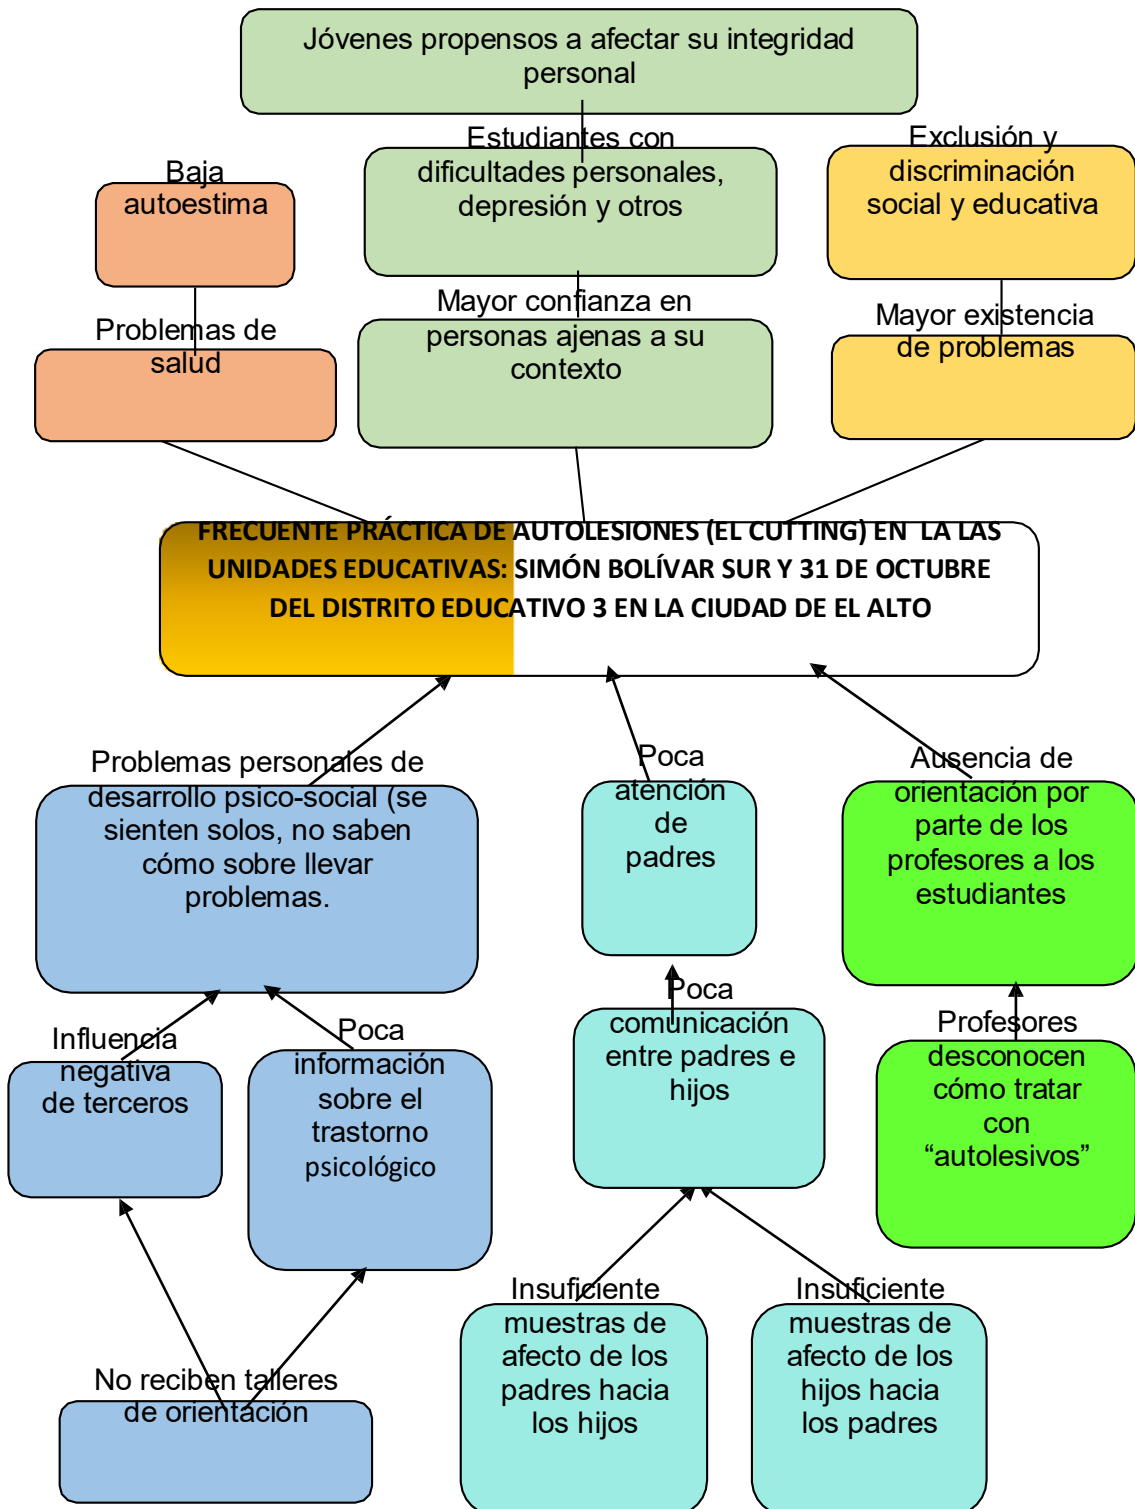 Jóvenes propensos a afectar su integridad
personal
Baja
autoestima
Estudiantes con
dificultades personales,
depresión y otros
Exclusión y
discriminación
social y educativa
Problemas de
salud
Mayor confianza en
personas ajenas a su
contexto
Mayor existencia
de problemas
FRECUENTE PRÁCTICA DE AUTOLESIONES (EL CUTTING) EN LA LAS
UNIDADES EDUCATIVAS: SIMÓN BOLÍVAR SUR Y 31 DE OCTUBRE
DEL DISTRITO EDUCATIVO 3 EN LA CIUDAD DE EL ALTO
Problemas personales de
desarrollo psico-social (se
sienten solos, no saben
cómo sobre llevar
problemas.
Poca
atención
de
padres
Ausencia de
orientación por
parte de los
profesores a los
estudiantes
Influencia
negativa
de terceros
Poca
información
sobre el
trastorno
psicológico
Poca
comunicación
entre padres e
hijos
Profesores
desconocen
cómo tratar
con
“autolesivos”
No reciben talleres
de orientación
Insuficiente
muestras de
afecto de los
padres hacia
los hijos
Insuficiente
muestras de
afecto de los
hijos hacia
los padres